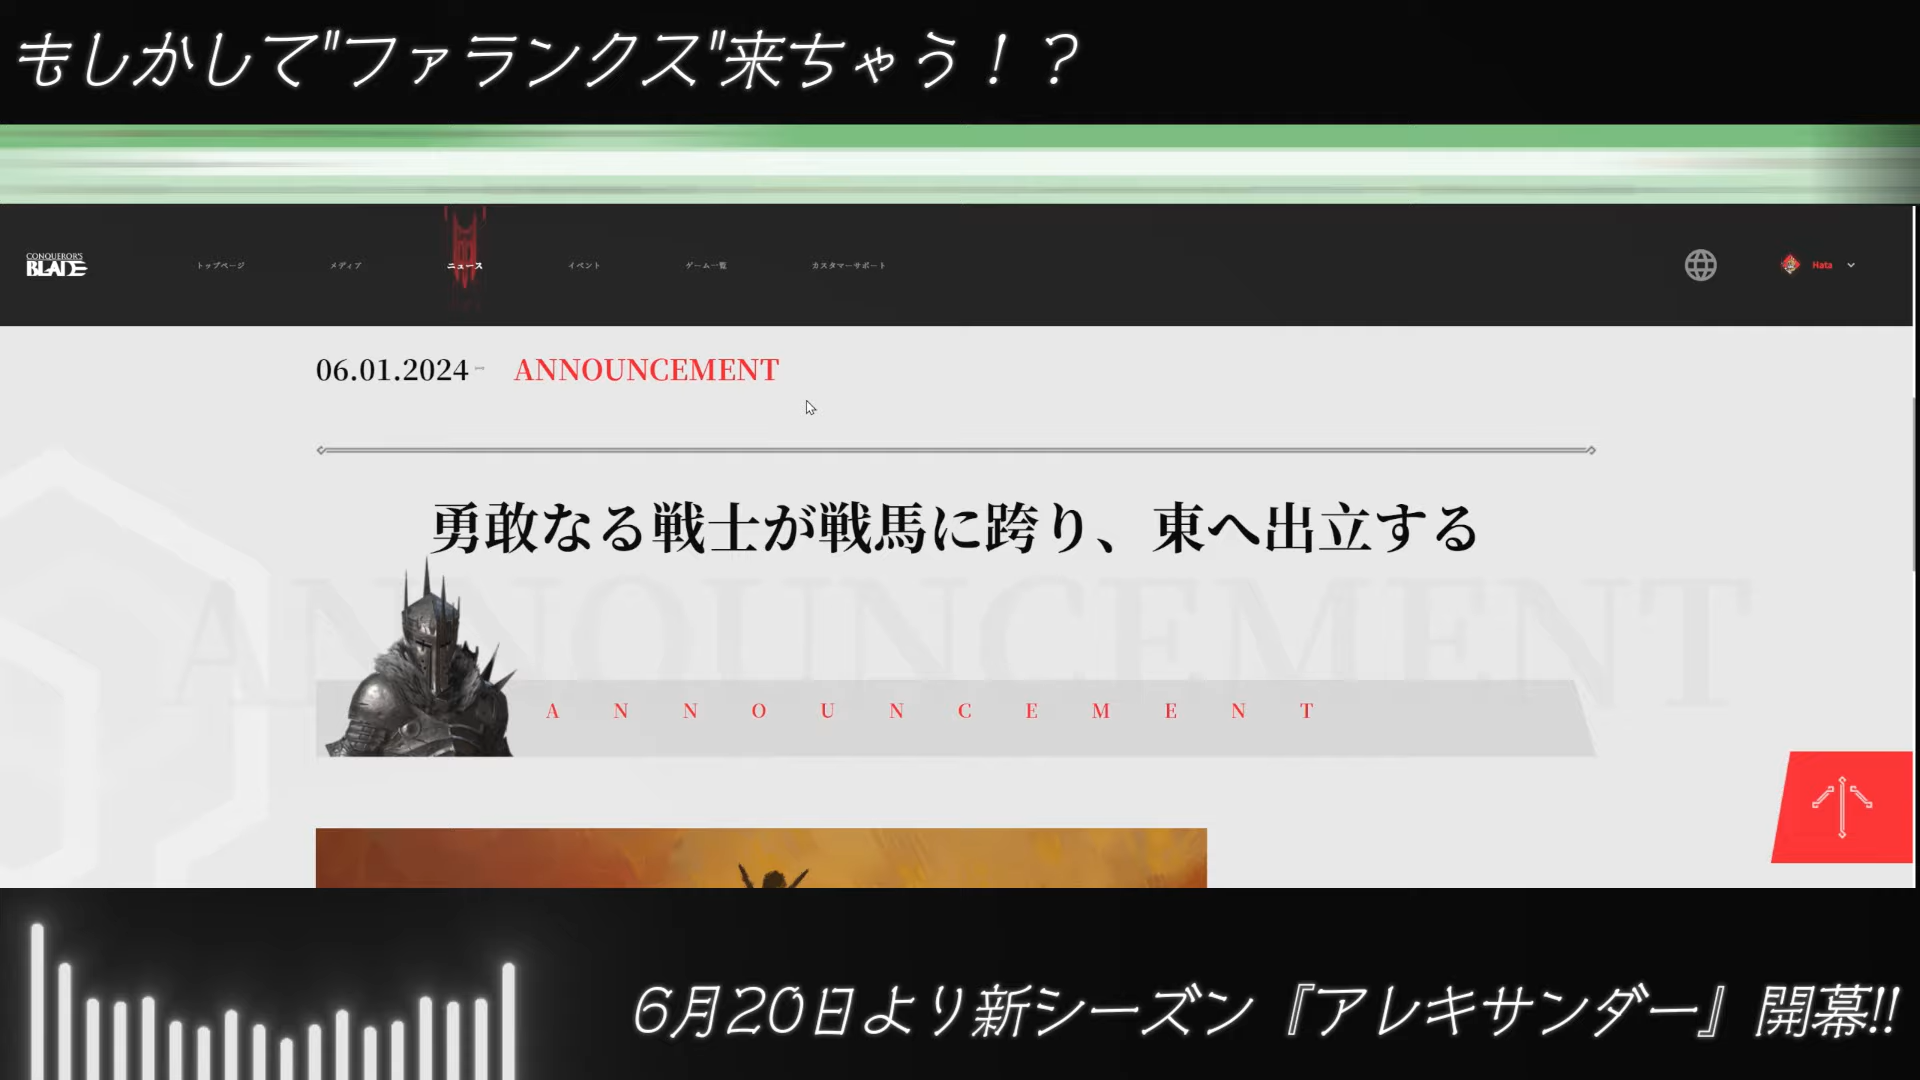 もしかして"ファランクス"来ちゃう！？
CONQUEROR'S
BLADE
トップページ
メディア
ニュース
イベント
ゲーム一覧
カスタマーサポート
Hata
06.01.2024
ANNOUNCEMENT
勇敢なる戦士が戦馬に跨り、東へ出立する
ANNOUNCEMENT
ANNOUNCEMENT
6月20日より新シーズン『アレキサンダー』開幕!!